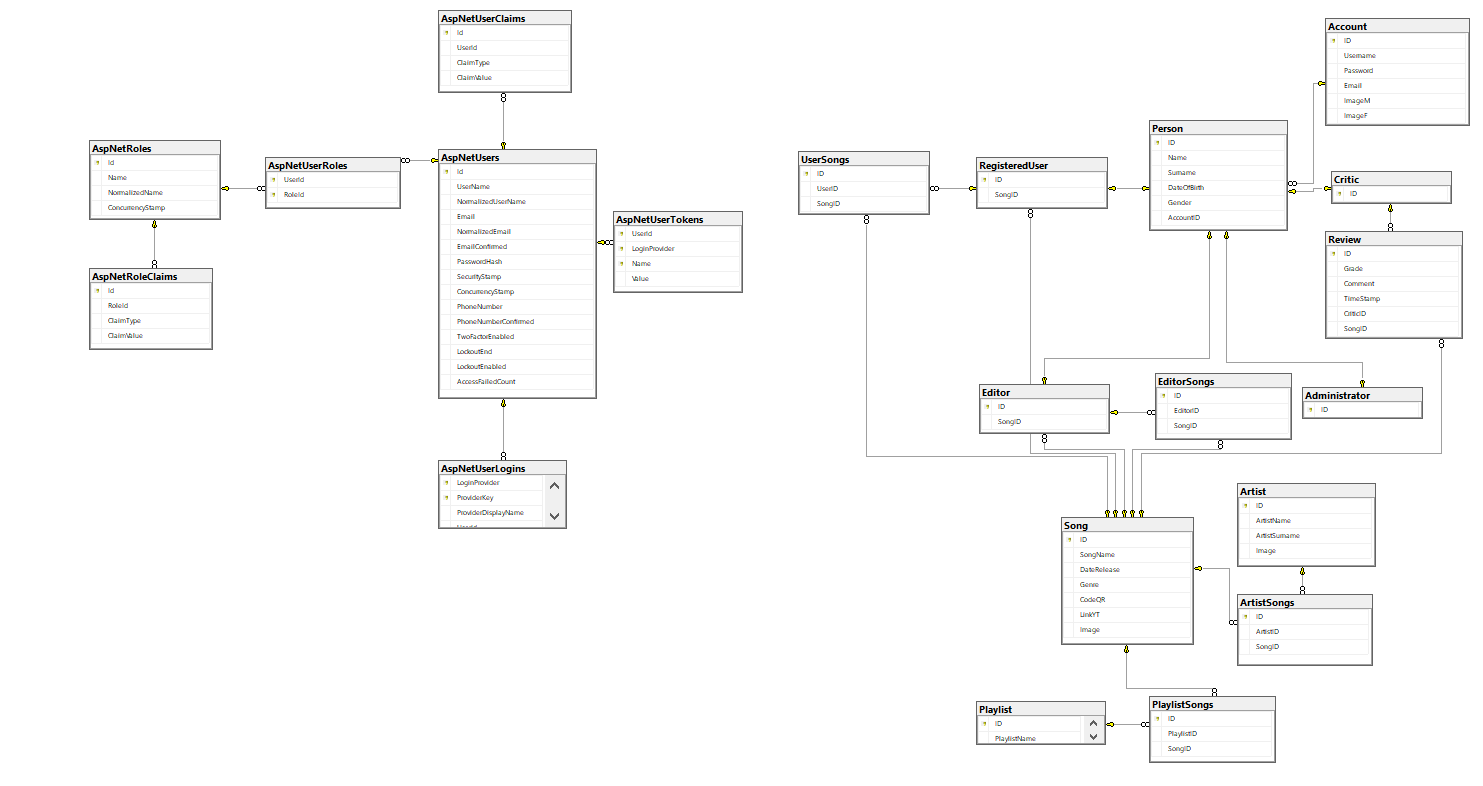 AspNetUserClaims
Id
UserId
ClaimType
ClaimValue
AspNetRoles
Id
Name
NormalizedName
ConcurrencyStamp
AspNetUserRoles
UserId
RoleId
AspNetUsers
Id
UserName
NormalizedUserName
Email
NormalizedEmail
EmailConfirmed
PasswordHash
SecurityStamp
ConcurrencyStamp
PhoneNumber
PhoneNumberConfirmed
TwoFactorEnabled
LockoutEnd
LockoutEnabled
AccessFailedCount
AspNetUserTokens
UserId
LoginProvider
Name
Value
AspNetRoleClaims
Id
RoleId
ClaimType
ClaimValue
AspNetUserLogins
LoginProvider
ProviderKey
ProviderDisplayName
Account
ID
Username
Password
Email
ImageM
ImageF
Person
ID
Name
Surname
DateOfBirth
Gender
AccountID
UserSongs
ID
UserID
SongID
RegisteredUser
ID
SongID
Critic
ID
Review
ID
Grade
Comment
TimeStamp
CriticID
SongID
Editor
ID
SongID
EditorSongs
ID
EditorID
SongID
Administrator
ID
Song
ID
SongName
DateRelease
Genre
CodeQR
LinkYT
Image
Artist
ID
ArtistName
ArtistSurname
Image
ArtistSongs
ID
ArtistID
SongID
Playlist
ID
PlaylistName
PlaylistSongs
ID
PlaylistID
SongID